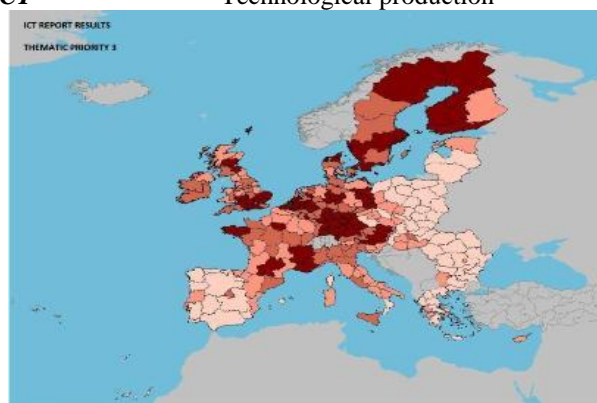 Technological production
ICT REPORT RESULTS
THEMATIC PRIORITY 3